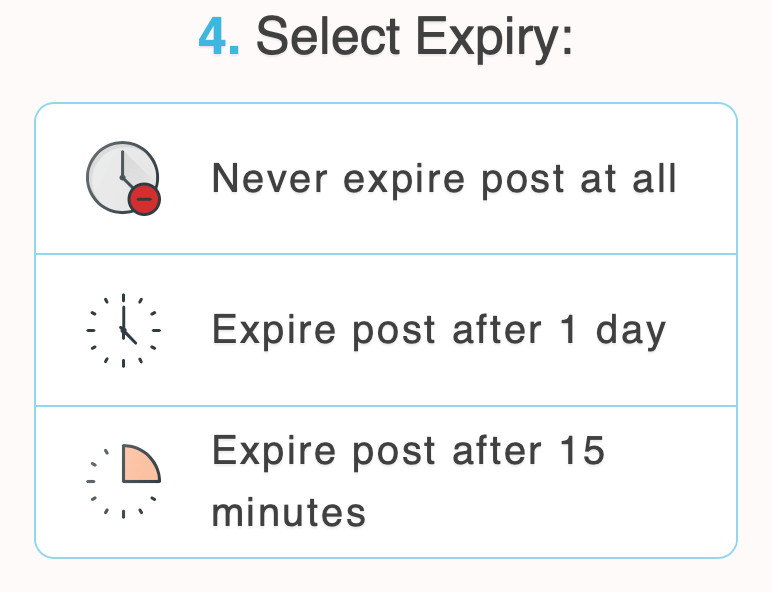 4. Select Expiry:
Never expire post at all
Expire post after 1 day
Expire post after 15
minutes